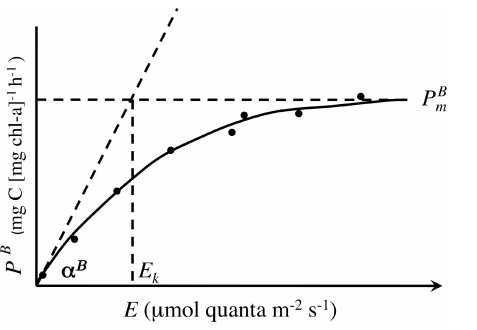 P^B (mg C [mg chl-a]⁻¹ h⁻¹)
P_m^B
α^B
E_k
E (μmol quanta m⁻² s⁻¹)